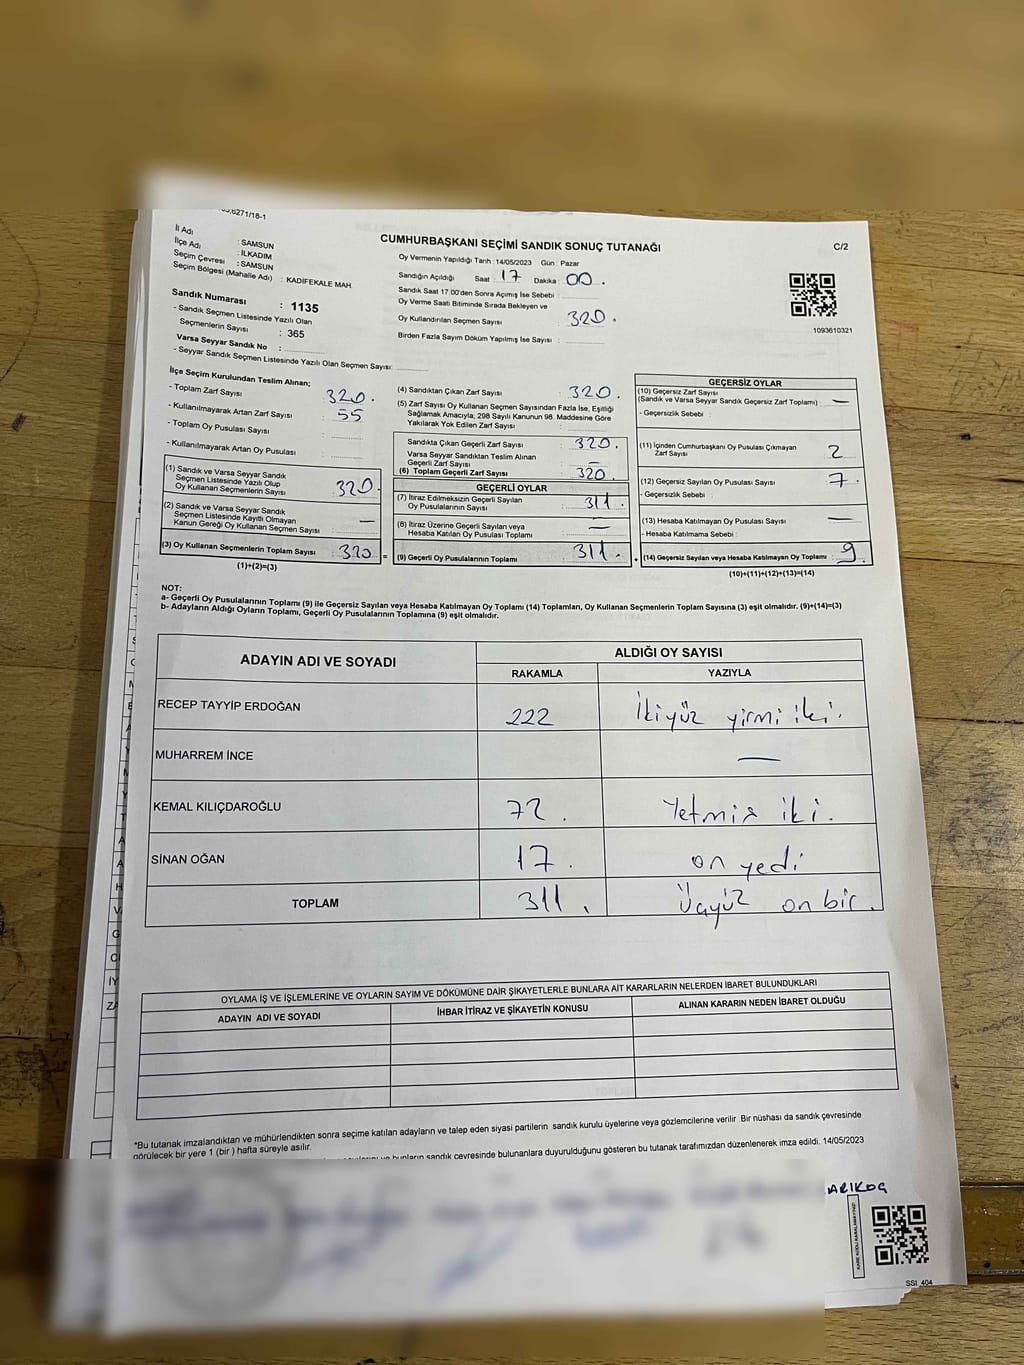 6271/18-1
CUMHURBAŞKANI SEÇİMİ SANDIK SONUÇ TUTANAĞI
C/2
İl Adı : SAMSUN
İlçe Adı : İLKADIM
Seçim Çevresi : SAMSUN
Seçim Bölgesi (Mahalle Adı) : KADİFEKALE MAH
Sandık Numarası : 1135
- Sandık Seçmen Listesinde Yazılı Olan
Seçmenlerin Sayısı : 365
Varsa Seyyar Sandık No :
- Seyyar Sandık Seçmen Listesinde Yazılı Olan Seçmen Sayısı:
Oy Vermenin Yapıldığı Tarih : 14/05/2023 Gün : Pazar
Sandığın Açıldığı Saat : 17 Dakika : 00.
Sandık Saat 17:00'den Sonra Açımış İse Sebebi :
Oy Verme Saati Bitiminde Sırada Bekleyen ve
Oy Kullandırılan Seçmen Sayısı : 320.
Birden Fazla Sayım Döküm Yapılmış İse Sayısı :
1093610321
İlçe Seçim Kurulundan Teslim Alınan;
- Toplam Zarf Sayısı : 320.
- Kullanılmayarak Artan Zarf Sayısı : 55
- Toplam Oy Pusulası Sayısı :
- Kullanılmayarak Artan Oy Pusulası :
(1) Sandık ve Varsa Seyyar Sandık
Seçmen Listesinde Yazılı Olup
Oy Kullanan Seçmenlerin Sayısı : 320.
(2) Sandık ve Varsa Seyyar Sandık
Seçmen Listesinde Kayıtlı Olmayan
Kanun Gereği Oy Kullanan Seçmen Sayısı : —
(3) Oy Kullanan Seçmenlerin Toplam Sayısı : 320 =
(1)+(2)=(3)
(4) Sandıktan Çıkan Zarf Sayısı : 320.
(5) Zarf Sayısı Oy Kullanan Seçmen Sayısından Fazla İse, Eşitliği
Sağlamak Amacıyla; 298 Sayılı Kanunun 98. Maddesine Göre
Yakılarak Yok Edilen Zarf Sayısı :
Sandıkta Çıkan Geçerli Zarf Sayısı : 320.
Varsa Seyyar Sandıktan Teslim Alınan
Geçerli Zarf Sayısı : —
(6) Toplam Geçerli Zarf Sayısı : 320.
GEÇERLİ OYLAR
(7) İtiraz Edilmeksizin Geçerli Sayılan
Oy Pusulalarının Sayısı : 311.
(8) İtiraz Üzerine Geçerli Sayılan veya
Hesaba Katılan Oy Pusulası Toplamı : —
(9) Geçerli Oy Pusulalarının Toplamı : 311.
GEÇERSİZ OYLAR
(10) Geçersiz Zarf Sayısı
(Sandık ve Varsa Seyyar Sandık Geçersiz Zarf Toplamı) : —
- Geçersizlik Sebebi :
(11) İçinden Cumhurbaşkanı Oy Pusulası Çıkmayan
Zarf Sayısı : 2
(12) Geçersiz Sayılan Oy Pusulası Sayısı : 7.
- Geçersizlik Sebebi :
(13) Hesaba Katılmayan Oy Pusulası Sayısı : —
- Hesaba Katılmama Sebebi :
(14) Geçersiz Sayılan veya Hesaba Katılmayan Oy Toplamı : 9.
(10)+(11)+(12)+(13)=(14)
NOT:
a- Geçerli Oy Pusulalarının Toplamı (9) ile Geçersiz Sayılan veya Hesaba Katılmayan Oy Toplamı (14) Toplamları, Oy Kullanan Seçmenlerin Toplam Sayısına (3) eşit olmalıdır. (9)+(14)=(3)
b- Adayların Aldığı Oyların Toplamı, Geçerli Oy Pusulalarının Toplamına (9) eşit olmalıdır.
ADAYIN ADI VE SOYADI
ALDIĞI OY SAYISI
RAKAMLA YAZIYLA
RECEP TAYYİP ERDOĞAN 222 İkiyüz yirmi iki.
MUHARREM İNCE —
KEMAL KILIÇDAROĞLU 72. Yetmiş iki.
SİNAN OĞAN 17. on yedi
TOPLAM 311. Üçyüz on bir.
OYLAMA İŞ VE İŞLEMLERİNE VE OYLARIN SAYIM VE DÖKÜMÜNE DAİR ŞİKAYETLERLE BUNLARA AİT KARARLARIN NELERDEN İBARET BULUNDUKLARI
ADAYIN ADI VE SOYADI İHBAR İTİRAZ VE ŞİKAYETİN KONUSU ALINAN KARARIN NEDEN İBARET OLDUĞU
*Bu tutanak imzalandıktan ve mühürlendikten sonra seçime katılan adayların ve talep eden siyasi partilerin sandık kurulu üyelerine veya gözlemcilerine verilir. Bir nüshası da sandık çevresinde
görülecek bir yere 1 (bir) hafta süreyle asılır.
bunların sandık çevresinde bulunanlara duyurulduğunu gösteren bu tutanak tarafımızdan düzenlenerek imza edildi. 14/05/2023
ARIKOG
SSI_404